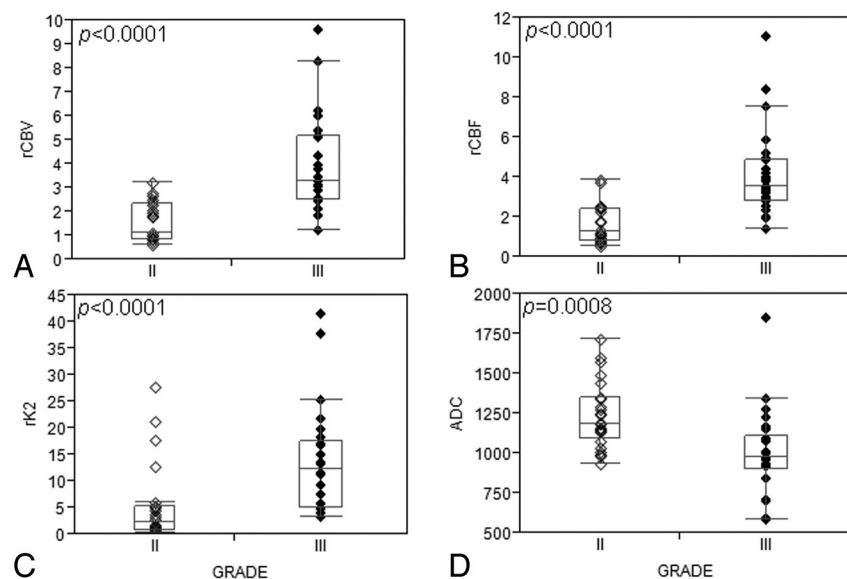 p<0.0001
rCBV
10
9
8
7
6
5
4
3
2
1
0
II
III
A
p<0.0001
rCBF
12
10
8
6
4
2
0
II
III
B
GRADE
p<0.0001
rK2
45
40
35
30
25
20
15
10
5
0
II
III
C
GRADE
p=0.0008
ADC
2000
1750
1500
1250
1000
750
500
II
III
D
GRADE